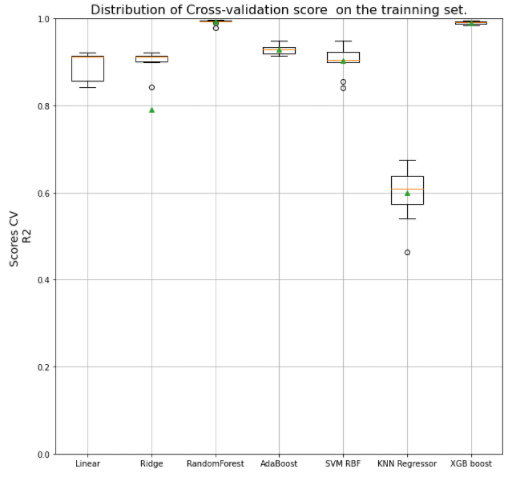 Distribution of Cross-validation score on the trainning set.
1.0
0.8
0.6
0.4
0.2
0.0
Scores CV
R2
Linear Ridge RandomForest AdaBoost SVM RBF KNN Regressor XGB boost